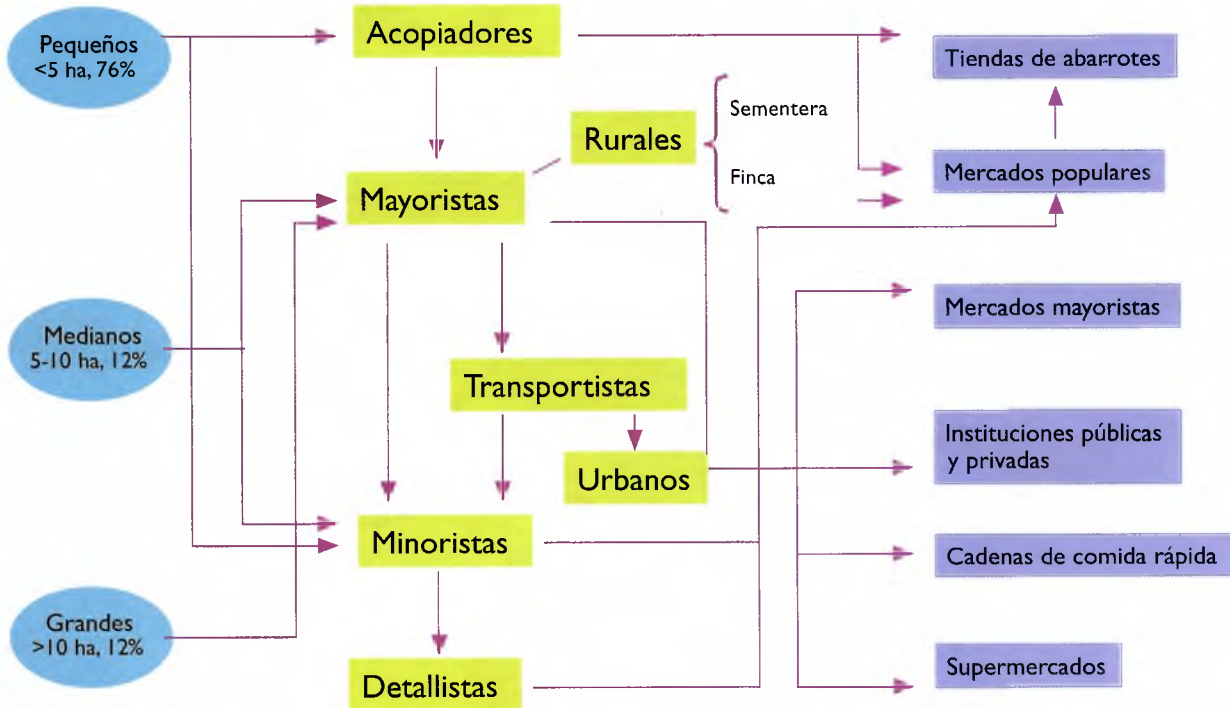 Pequeños
<5 ha, 76%
Medianos
5-10 ha, 12%
Grandes
>10 ha, 12%
Acopiadores
Rurales
Sementera
Finca
Mayoristas
Transportistas
Urbanos
Minoristas
Detallistas
Tiendas de abarrotes
Mercados populares
Mercados mayoristas
Instituciones públicas
y privadas
Cadenas de comida rápida
Supermercados